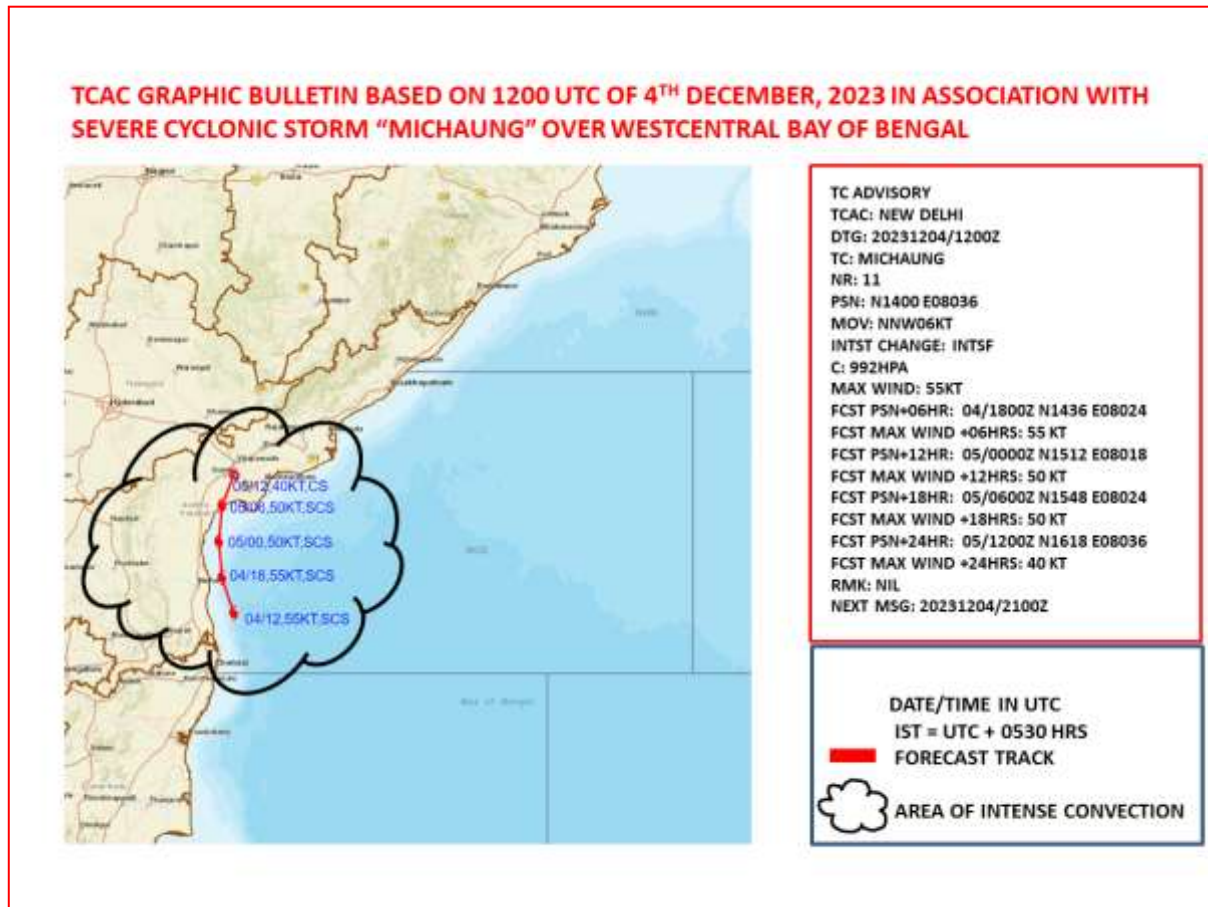 TCAC GRAPHIC BULLETIN BASED ON 1200 UTC OF 4TH DECEMBER, 2023 IN ASSOCIATION WITH
SEVERE CYCLONIC STORM “MICHAUNG” OVER WESTCENTRAL BAY OF BENGAL
Hyderabad
05/12,40KT,CS
05/06,50KT,SCS
05/00,50KT,SCS
04/18,55KT,SCS
04/12,55KT,SCS
Bay of Bengal
TC ADVISORY
TCAC: NEW DELHI
DTG: 20231204/1200Z
TC: MICHAUNG
NR: 11
PSN: N1400 E08036
MOV: NNW06KT
INTST CHANGE: INTSF
C: 992HPA
MAX WIND: 55KT
FCST PSN+06HR: 04/1800Z N1436 E08024
FCST MAX WIND +06HRS: 55 KT
FCST PSN+12HR: 05/0000Z N1512 E08018
FCST MAX WIND +12HRS: 50 KT
FCST PSN+18HR: 05/0600Z N1548 E08024
FCST MAX WIND +18HRS: 50 KT
FCST PSN+24HR: 05/1200Z N1618 E08036
FCST MAX WIND +24HRS: 40 KT
RMK: NIL
NEXT MSG: 20231204/2100Z
DATE/TIME IN UTC
IST = UTC + 0530 HRS
FORECAST TRACK
AREA OF INTENSE CONVECTION